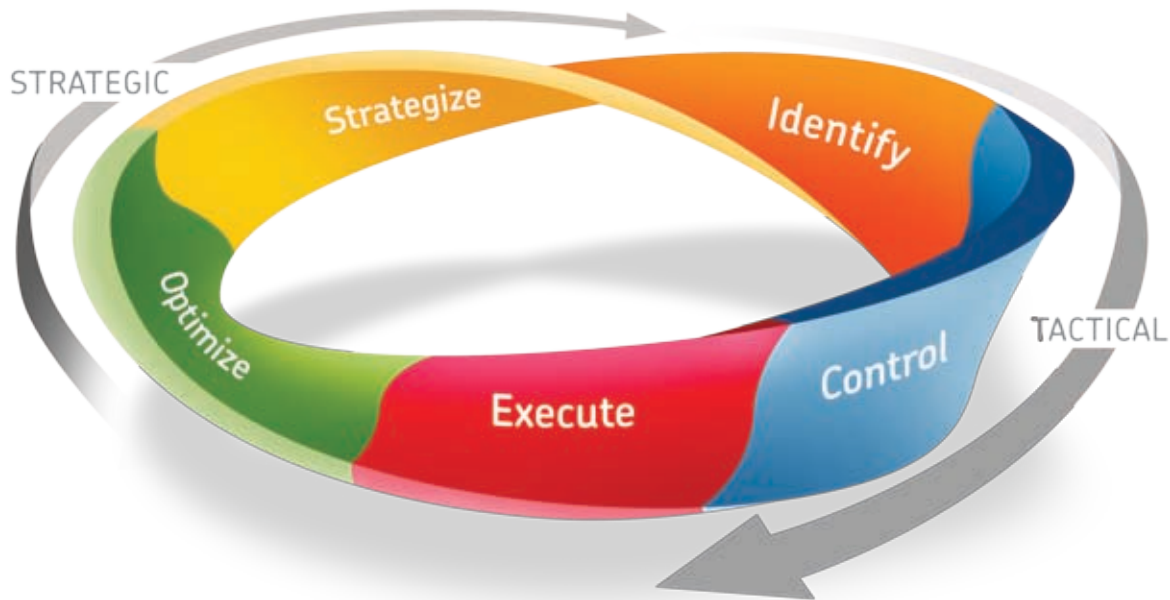 STRATEGIC
Strategize
Identify
Optimize
Execute
Control
TACTICAL